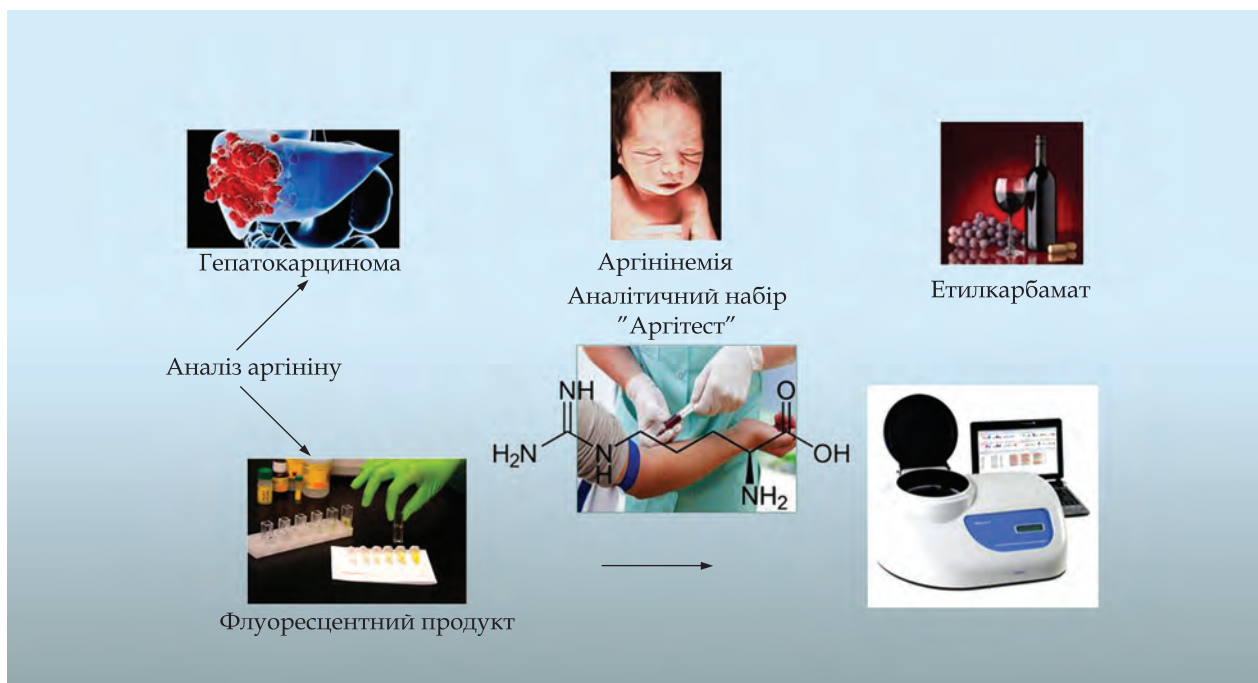 Гепатокарцинома
Аргінінемія
Етилкарбамат
Аналітичний набір
"Аргітест"
Аналіз аргініну
NH
H₂N
N
H
O
OH
NH₂
Флуоресцентний продукт